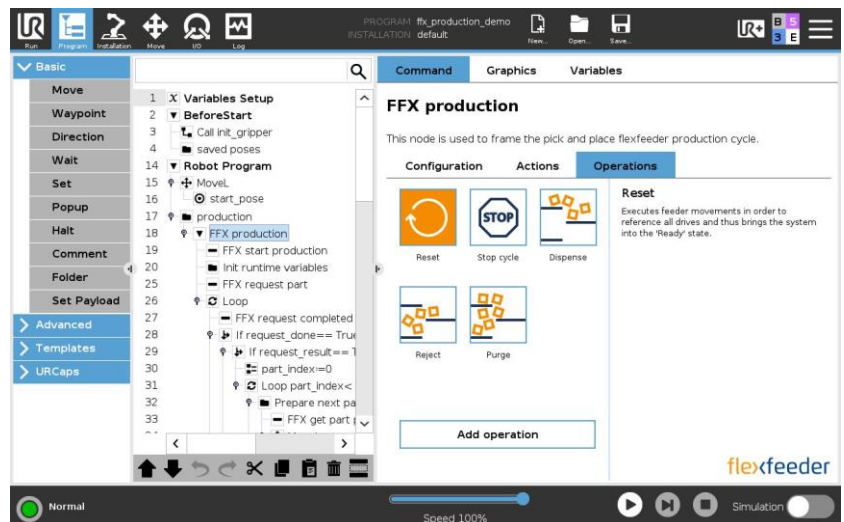 PROGRAM ffx_production_demo
INSTALLATION default
Run
Program
Installation
Move
I/O
Log
New...
Open...
Save...
UR+
B S
3 E
Basic
Move
Waypoint
Direction
Wait
Set
Popup
Halt
Comment
Folder
Set Payload
Advanced
Templates
URCaps
1 X Variables Setup
2 BeforeStart
3 Call init_gripper
4 saved poses
14 Robot Program
15 MoveL
16 start_pose
17 production
18 FFX production
19 FFX start production
20 Init runtime variables
25 FFX request part
26 Loop
27 FFX request completed
28 If request_done== True
29 If request_result== T
30 part_index:=0
31 Loop part_index<
32 Prepare next pa
33 FFX get part p
Command Graphics Variables
FFX production
This node is used to frame the pick and place flexfeeder production cycle.
Configuration Actions Operations
STOP
Reset Stop cycle Dispense
Reject Purge
Reset
Executes feeder movements in order to
reference all drives and thus brings the system
into the 'Ready' state.
Add operation
flexfeeder
Normal
Speed 100%
Simulation